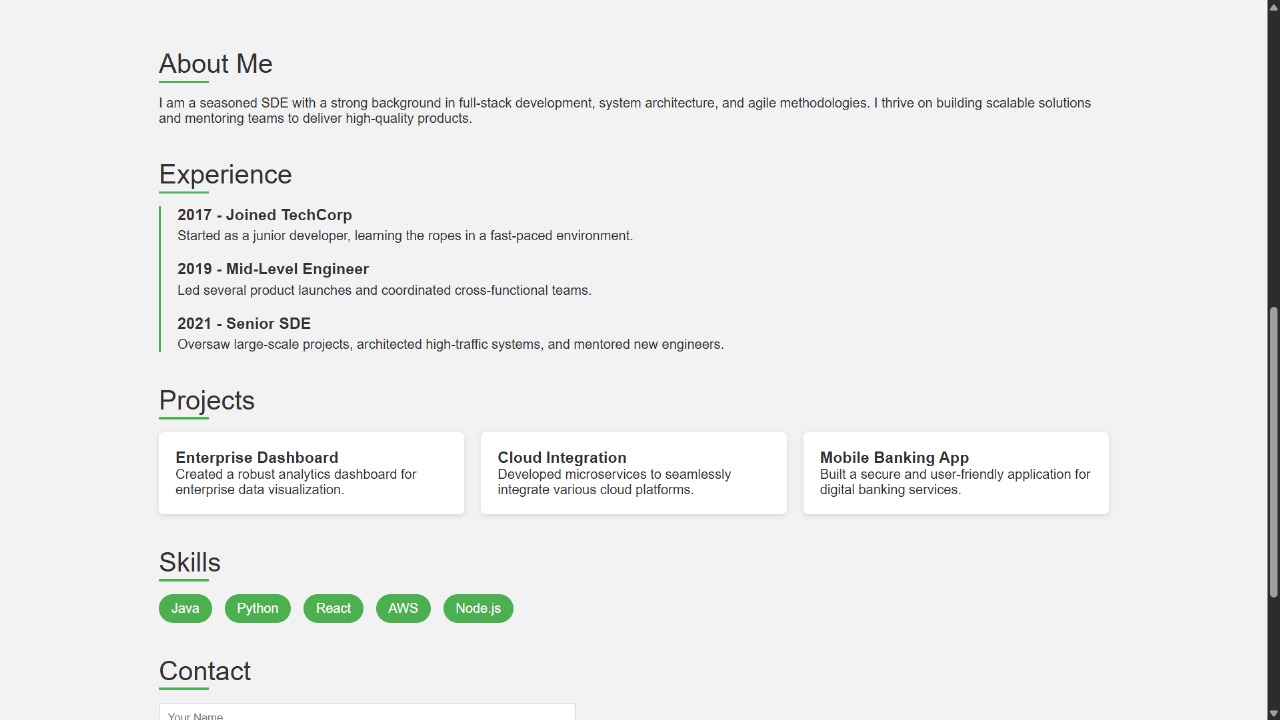 About Me
I am a seasoned SDE with a strong background in full-stack development, system architecture, and agile methodologies. I thrive on building scalable solutions
and mentoring teams to deliver high-quality products.
Experience
2017 - Joined TechCorp
Started as a junior developer, learning the ropes in a fast-paced environment.
2019 - Mid-Level Engineer
Led several product launches and coordinated cross-functional teams.
2021 - Senior SDE
Oversaw large-scale projects, architected high-traffic systems, and mentored new engineers.
Projects
Enterprise Dashboard
Created a robust analytics dashboard for
enterprise data visualization.
Cloud Integration
Developed microservices to seamlessly
integrate various cloud platforms.
Mobile Banking App
Built a secure and user-friendly application for
digital banking services.
Skills
Java Python React AWS Node.js
Contact
Your Name